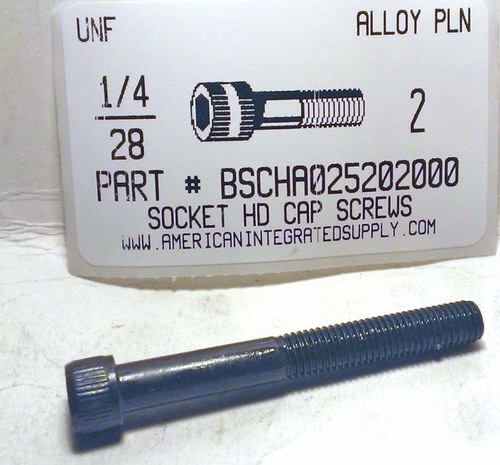 UNF ALLOY PLN
1/4
28
2
PART # BSCHA025202000
SOCKET HD CAP SCREWS
WWW.AMERICANINTEGRATEDSUPPLY.COM